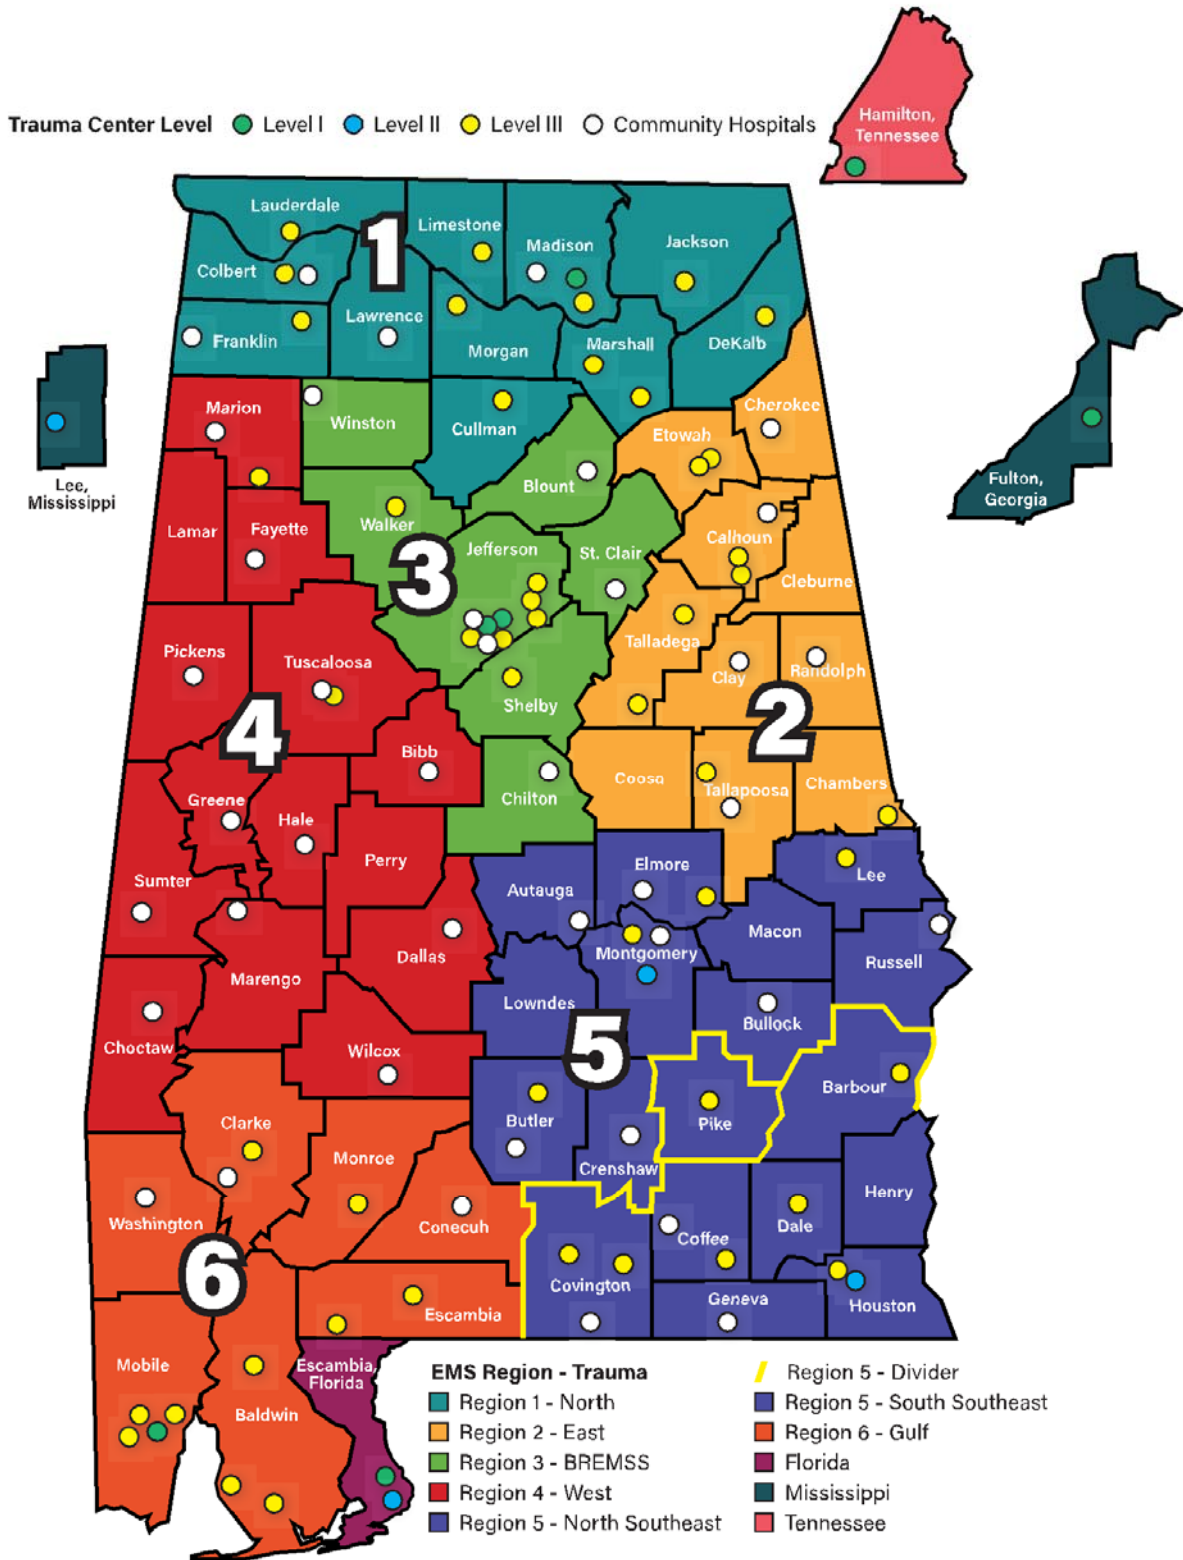 Hamilton,
Tennessee
Trauma Center Level Level I Level II Level III Community Hospitals
Lauderdale
Limestone
Madison
Jackson
1
Colbert
Lawrence
Franklin
Morgan
Marshall
DeKalb
Marion
Winston
Cullman
Cherokee
Etowah
Lee,
Mississippi
Fulton,
Georgia
Blount
Lamar
Fayette
Walker
Jefferson
St. Clair
Calhoun
Cleburne
3
Pickens
Tuscaloosa
Talladega
Clay
Randolph
Shelby
4
2
Bibb
Coosa
Tallapoosa
Chambers
Greene
Hale
Chilton
Perry
Sumter
Autauga
Elmore
Lee
Marengo
Dallas
Montgomery
Macon
Russell
Lowndes
Bullock
Choctaw
Wilcox
5
Barbour
Clarke
Butler
Pike
Monroe
Crenshaw
Henry
Washington
Conecuh
Coffee
Dale
6
Covington
Geneva
Houston
Escambia
Mobile
Escambia,
Florida
Baldwin
EMS Region - Trauma
Region 1 - North
Region 2 - East
Region 3 - BREMSS
Region 4 - West
Region 5 - North Southeast
Region 5 - Divider
Region 5 - South Southeast
Region 6 - Gulf
Florida
Mississippi
Tennessee